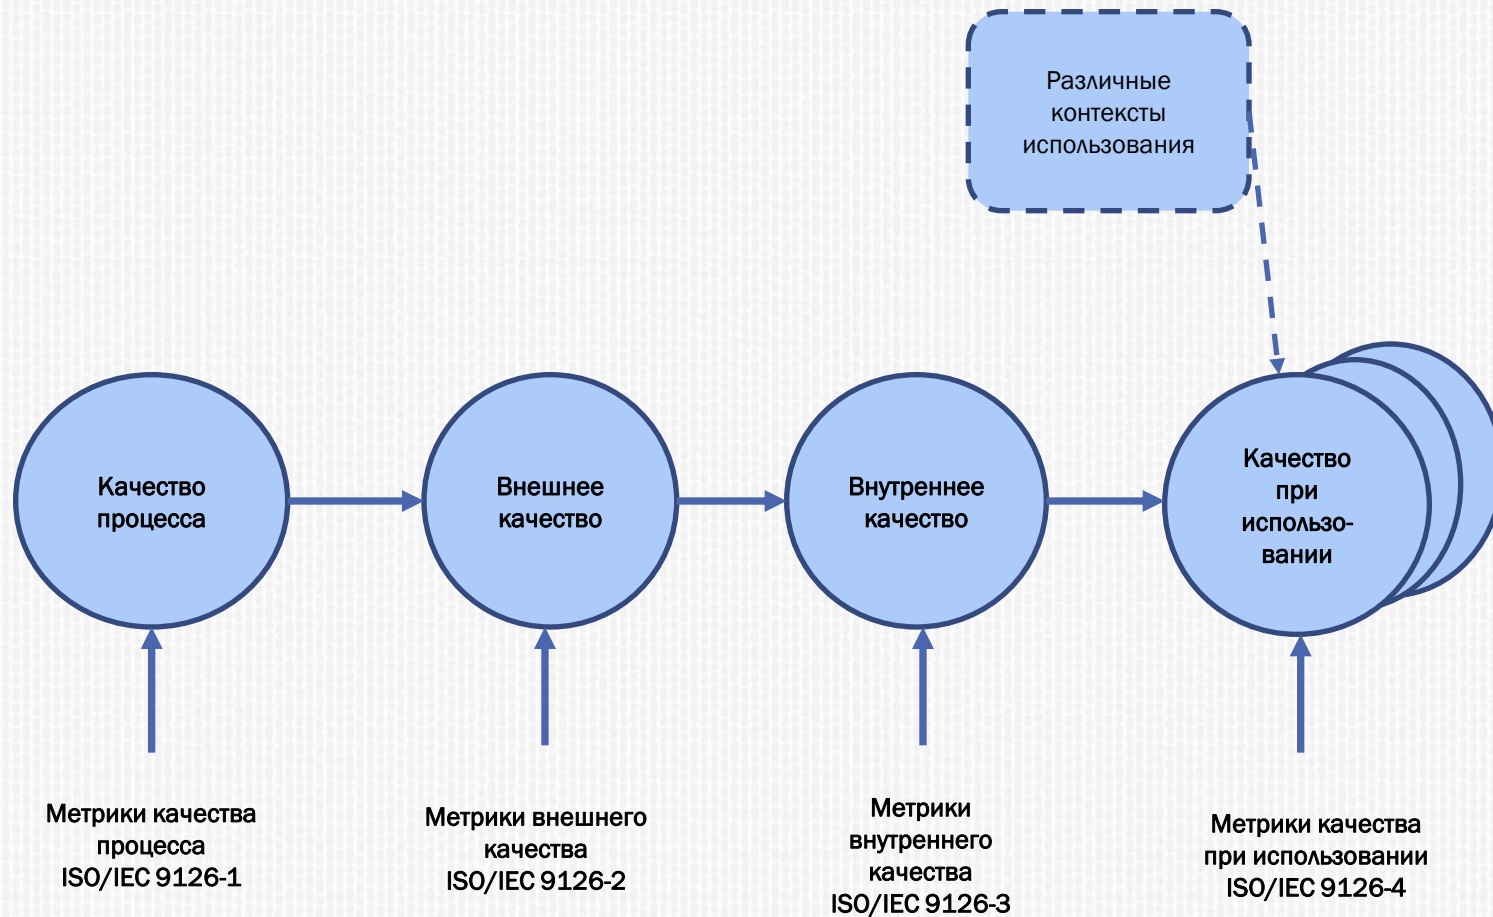 Различные
контексты
использования
Качество
процесса
Внешнее
качество
Внутреннее
качество
Качество
при
использо-
вании
Метрики качества
процесса
ISO/IEC 9126-1
Метрики внешнего
качества
ISO/IEC 9126-2
Метрики
внутреннего
качества
ISO/IEC 9126-3
Метрики качества
при использовании
ISO/IEC 9126-4